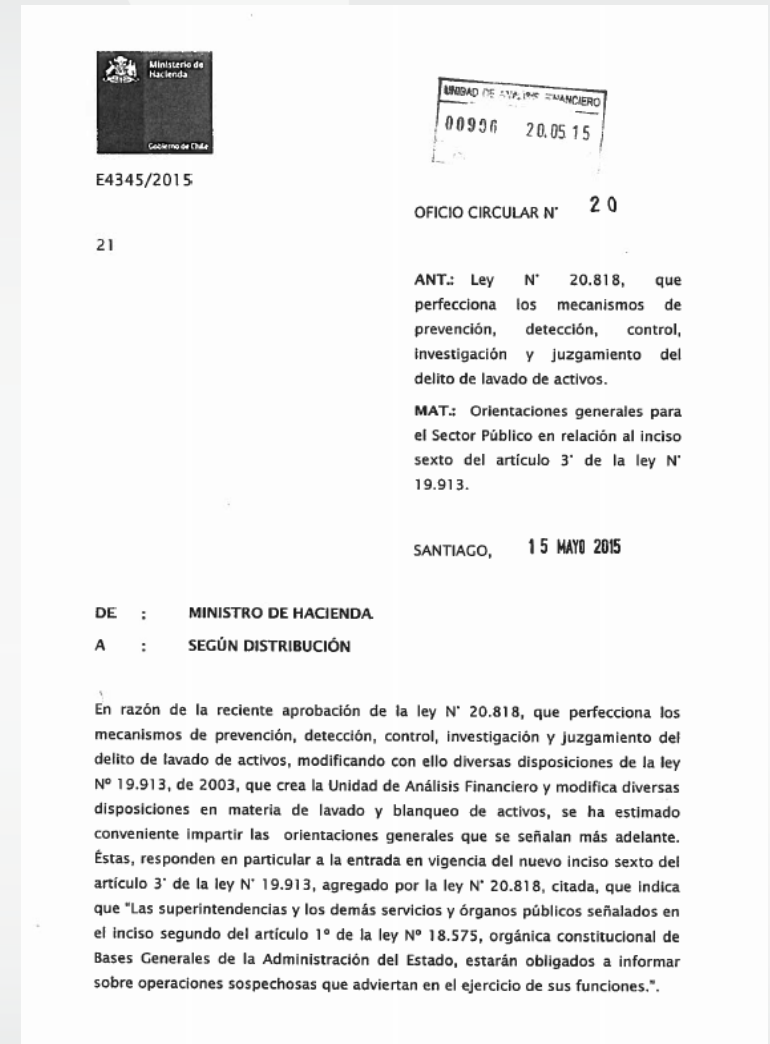 Ministerio de
Hacienda
Gobierno de Chile
UNIDAD DE ANALISIS FINANCIERO
00996 20.05.15
E4345/2015
OFICIO CIRCULAR N° 20
21
ANT.: Ley N° 20.818, que
perfecciona los mecanismos de
prevención, detección, control,
investigación y juzgamiento del
delito de lavado de activos.
MAT.: Orientaciones generales para
el Sector Público en relación al inciso
sexto del artículo 3° de la ley N°
19.913.
SANTIAGO, 15 MAYO 2015
DE : MINISTRO DE HACIENDA
A : SEGÚN DISTRIBUCIÓN
En razón de la reciente aprobación de la ley N° 20.818, que perfecciona los
mecanismos de prevención, detección, control, investigación y juzgamiento del
delito de lavado de activos, modificando con ello diversas disposiciones de la ley
Nº 19.913, de 2003, que crea la Unidad de Análisis Financiero y modifica diversas
disposiciones en materia de lavado y blanqueo de activos, se ha estimado
conveniente impartir las orientaciones generales que se señalan más adelante.
Éstas, responden en particular a la entrada en vigencia del nuevo inciso sexto del
artículo 3° de la ley N° 19.913, agregado por la ley N° 20.818, citada, que indica
que "Las superintendencias y los demás servicios y órganos públicos señalados en
el inciso segundo del artículo 1º de la ley Nº 18.575, orgánica constitucional de
Bases Generales de la Administración del Estado, estarán obligados a informar
sobre operaciones sospechosas que adviertan en el ejercicio de sus funciones.".